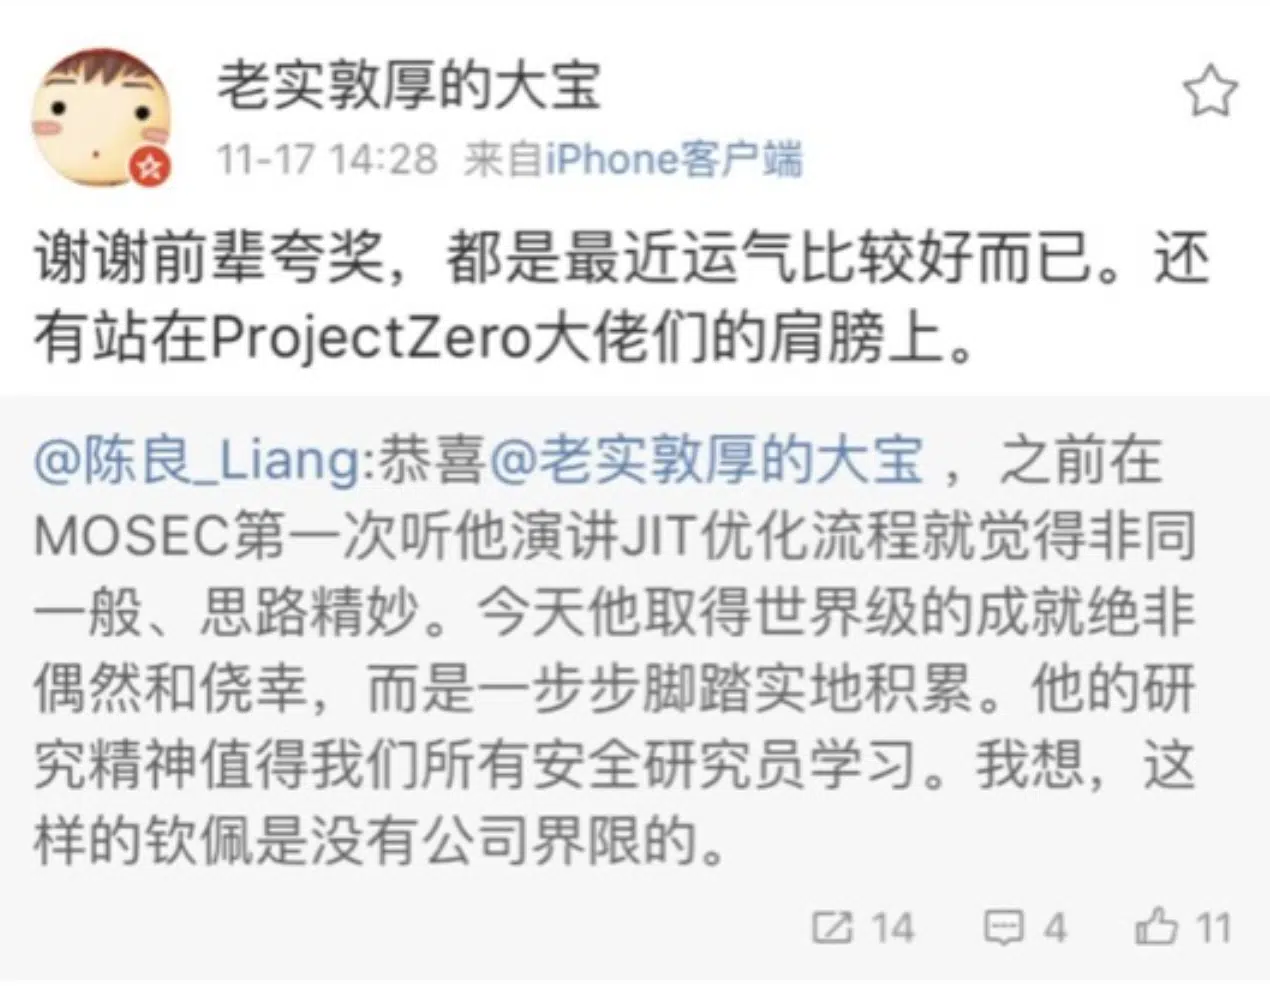 老实敦厚的大宝
11-17 14:28 来自iPhone客户端
谢谢前辈夸奖，都是最近运气比较好而已。还
有站在ProjectZero大佬们的肩膀上。
@陈良_Liang:恭喜@老实敦厚的大宝 ，之前在
MOSEC第一次听他演讲JIT优化流程就觉得非同
一般、思路精妙。今天他取得世界级的成就绝非
偶然和侥幸，而是一步步脚踏实地积累。他的研
究精神值得我们所有安全研究员学习。我想，这
样的钦佩是没有公司界限的。
14 4 11